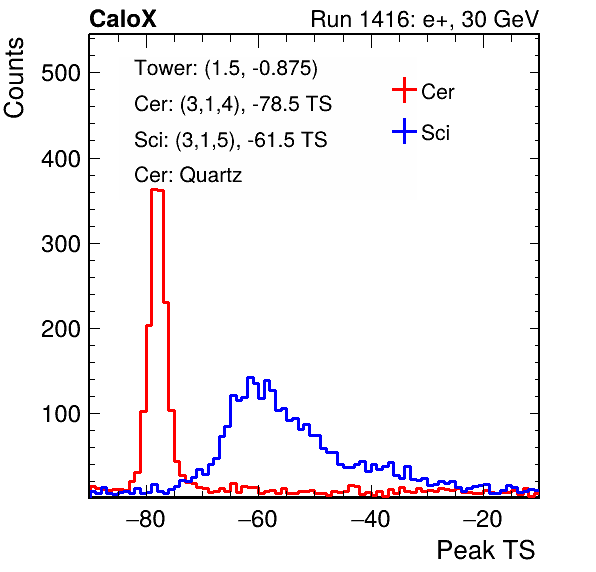 CaloX Run 1416: e+, 30 GeV
Counts
500
400
300
200
100
Tower: (1.5, -0.875)
Cer: (3,1,4), -78.5 TS
Sci: (3,1,5), -61.5 TS
Cer: Quartz
Cer
Sci
−80 −60 −40 −20
Peak TS